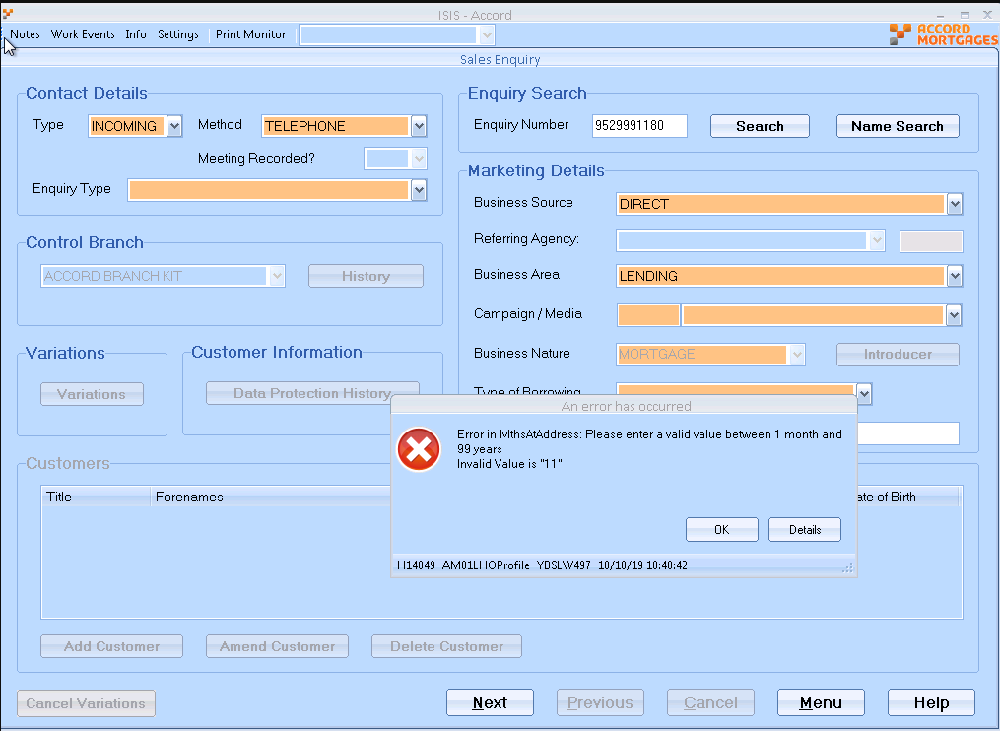 ISIS - Accord
Notes Work Events Info Settings Print Monitor
ACCORD
MORTGAGES
Sales Enquiry
Contact Details
Type INCOMING Method TELEPHONE
Meeting Recorded?
Enquiry Type
Control Branch
ACCORD BRANCH KIT History
Variations
Variations
Customer Information
Data Protection History
Enquiry Search
Enquiry Number 9529991180 Search Name Search
Marketing Details
Business Source DIRECT
Referring Agency:
Business Area LENDING
Campaign / Media
Business Nature MORTGAGE Introducer
Type of Borrowing
An error has occurred
Error in MthsAtAddress: Please enter a valid value between 1 month and
99 years
Invalid Value is "11"
OK Details
H14049 AM01LHOProfile YBSLW497 10/10/19 10:40:42
Customers
Title Forenames ate of Birth
Add Customer Amend Customer Delete Customer
Cancel Variations Next Previous Cancel Menu Help